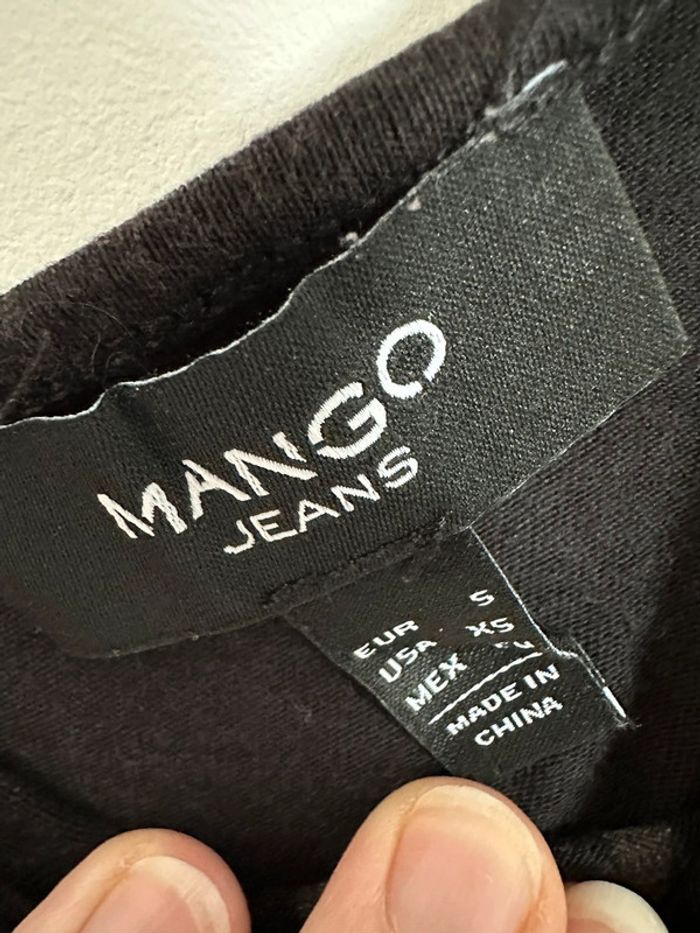 MANGO
JEANS
EUR S
USA XS
MEX
MADE IN
CHINA